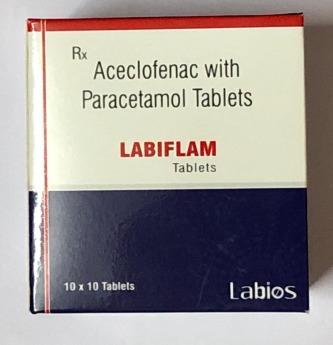 Rx
Aceclofenac with
Paracetamol Tablets
LABIFLAM
Tablets
10 x 10 Tablets
Labios